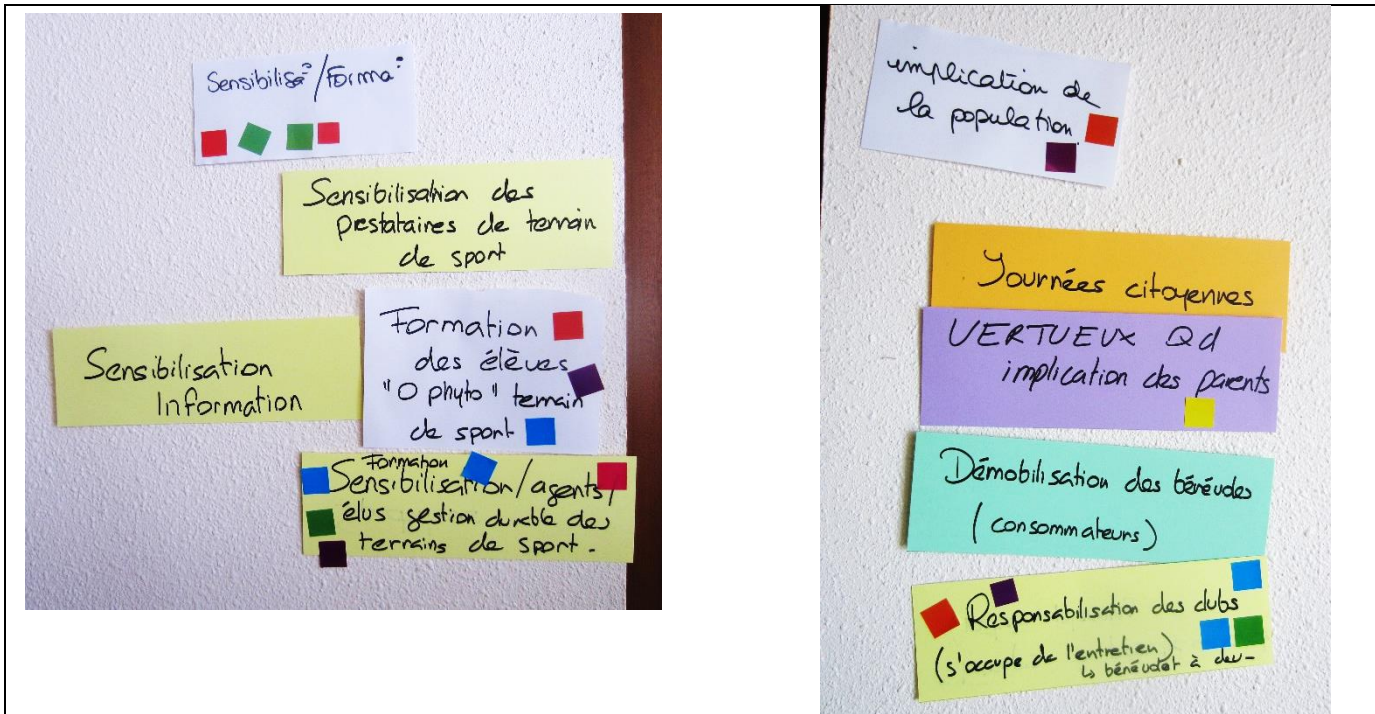 Sensibilisa°/Forma°
Sensibilisation des
prestataires de terrain
de sport
Sensibilisation
Information
Formation
des élèves
"O phyto" terrain
de sport
Formation
Sensibilisation/agents/
élus gestion durable des
terrains de sport.
implication de
la population
Journées citoyennes
VERTUEUX Qd
implication des parents
Démobilisation des bénévoles
(consommateurs)
Responsabilisation des clubs
(s'occupe de l'entretien)
↳ bénévolat à